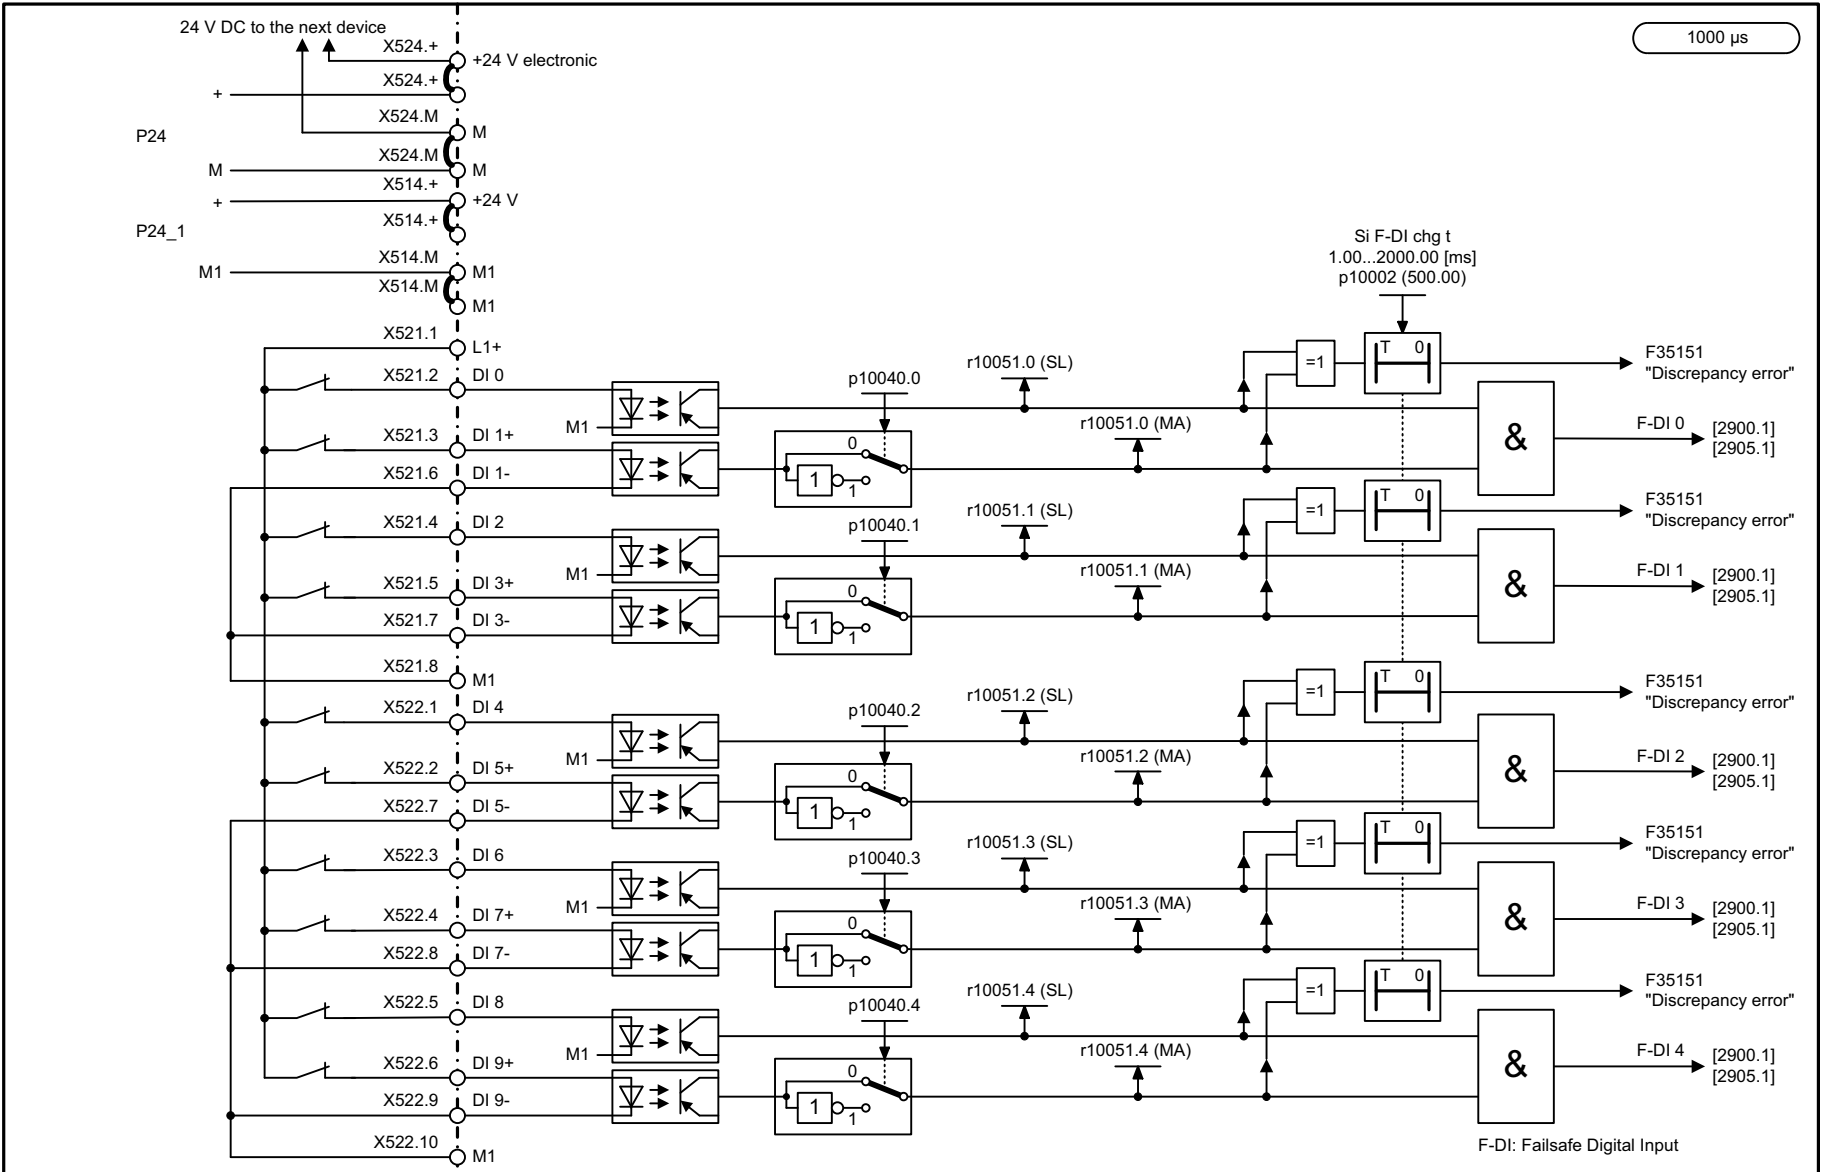 24 V DC to the next device
1000 µs
X524.+
+24 V electronic
X524.+
+
X524.M
M
P24
X524.M
M
M
X514.+
+
+24 V
X514.+
P24_1
X514.M
M1
M1
X514.M
M1
Si F-DI chg t
1.00...2000.00 [ms]
p10002 (500.00)
X521.1
L1+
X521.2
DI 0
M1
p10040.0
r10051.0 (SL)
=1
T 0
F35151
"Discrepancy error"
X521.3
DI 1+
0
1
1
r10051.0 (MA)
&
F-DI 0
[2900.1]
[2905.1]
X521.6
DI 1-
X521.4
DI 2
M1
p10040.1
r10051.1 (SL)
=1
T 0
F35151
"Discrepancy error"
X521.5
DI 3+
0
1
1
r10051.1 (MA)
&
F-DI 1
[2900.1]
[2905.1]
X521.7
DI 3-
X521.8
M1
X522.1
DI 4
M1
p10040.2
r10051.2 (SL)
=1
T 0
F35151
"Discrepancy error"
X522.2
DI 5+
0
1
1
r10051.2 (MA)
&
F-DI 2
[2900.1]
[2905.1]
X522.7
DI 5-
X522.3
DI 6
M1
p10040.3
r10051.3 (SL)
=1
T 0
F35151
"Discrepancy error"
X522.4
DI 7+
0
1
1
r10051.3 (MA)
&
F-DI 3
[2900.1]
[2905.1]
X522.8
DI 7-
X522.5
DI 8
M1
p10040.4
r10051.4 (SL)
=1
T 0
F35151
"Discrepancy error"
X522.6
DI 9+
0
1
1
r10051.4 (MA)
&
F-DI 4
[2900.1]
[2905.1]
X522.9
DI 9-
X522.10
M1
F-DI: Failsafe Digital Input